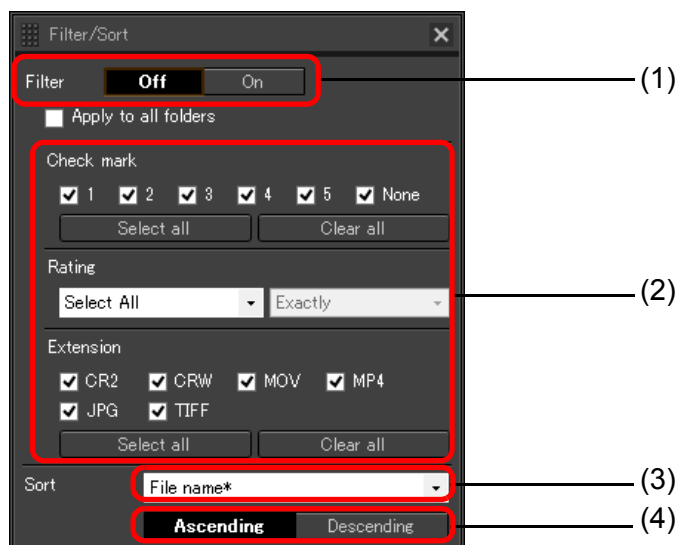 Filter/Sort
Filter Off On (1)
Apply to all folders
Check mark
1 2 3 4 5 None
Select all Clear all
Rating
Select All Exactly (2)
Extension
CR2 CRW MOV MP4
JPG TIFF
Select all Clear all
Sort File name* (3)
Ascending Descending (4)